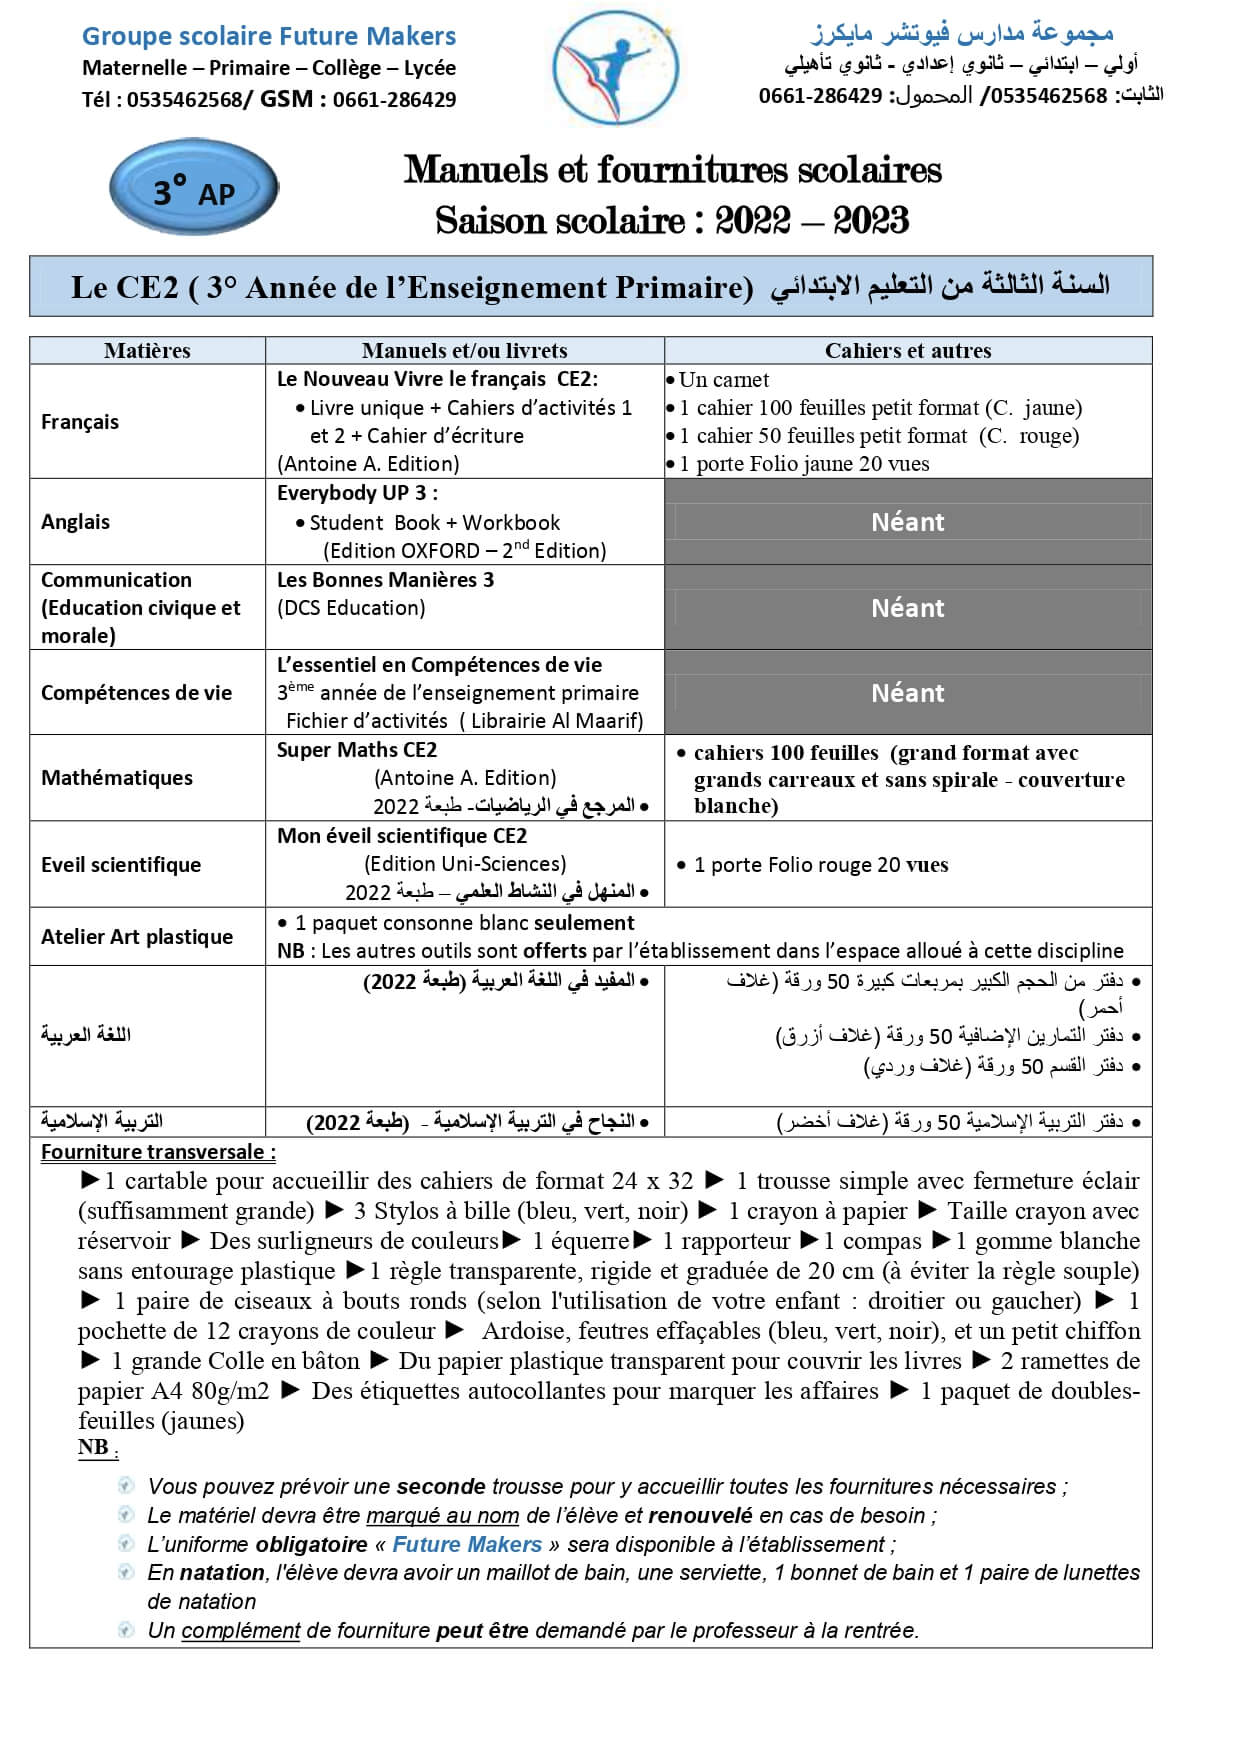 Groupe scolaire Future Makers
Maternelle – Primaire – Collège – Lycée
Tél : 0535462568/ GSM : 0661-286429
مجموعة مدارس فيوتشر مايكرز
أولي – ابتدائي – ثانوي إعدادي - ثانوي تأهيلي
الثابت: 0535462568/ المحمول: 0661-286429
3° AP
Manuels et fournitures scolaires
Saison scolaire : 2022 – 2023
Le CE2 ( 3° Année de l’Enseignement Primaire) السنة الثالثة من التعليم الابتدائي
Matières Manuels et/ou livrets Cahiers et autres
Français
Le Nouveau Vivre le français CE2:
• Livre unique + Cahiers d’activités 1
et 2 + Cahier d’écriture
(Antoine A. Edition)
• Un carnet
• 1 cahier 100 feuilles petit format (C. jaune)
• 1 cahier 50 feuilles petit format (C. rouge)
• 1 porte Folio jaune 20 vues
Anglais
Everybody UP 3 :
• Student Book + Workbook
(Edition OXFORD – 2nd Edition)
Néant
Communication
(Education civique et
morale)
Les Bonnes Manières 3
(DCS Education)
Néant
Compétences de vie
L’essentiel en Compétences de vie
3ème année de l’enseignement primaire
Fichier d’activités ( Librairie Al Maarif)
Néant
Mathématiques
Super Maths CE2
(Antoine A. Edition)
• المرجع في الرياضيات- طبعة 2022
• cahiers 100 feuilles (grand format avec
grands carreaux et sans spirale - couverture
blanche)
Eveil scientifique
Mon éveil scientifique CE2
(Edition Uni-Sciences)
• المنهل في النشاط العلمي – طبعة 2022
• 1 porte Folio rouge 20 vues
Atelier Art plastique
• 1 paquet consonne blanc seulement
NB : Les autres outils sont offerts par l’établissement dans l’espace alloué à cette discipline
اللغة العربية
• المفيد في اللغة العربية (طبعة 2022)
• دفتر من الحجم الكبير بمربعات كبيرة 50 ورقة (غلاف
أحمر)
• دفتر التمارين الإضافية 50 ورقة (غلاف أزرق)
• دفتر القسم 50 ورقة (غلاف وردي)
التربية الإسلامية
• النجاح في التربية الإسلامية - (طبعة 2022)
• دفتر التربية الإسلامية 50 ورقة (غلاف أخضر)
Fourniture transversale :
►1 cartable pour accueillir des cahiers de format 24 x 32 ► 1 trousse simple avec fermeture éclair
(suffisamment grande) ► 3 Stylos à bille (bleu, vert, noir) ► 1 crayon à papier ► Taille crayon avec
réservoir ► Des surligneurs de couleurs► 1 équerre► 1 rapporteur ►1 compas ►1 gomme blanche
sans entourage plastique ►1 règle transparente, rigide et graduée de 20 cm (à éviter la règle souple)
► 1 paire de ciseaux à bouts ronds (selon l'utilisation de votre enfant : droitier ou gaucher) ► 1
pochette de 12 crayons de couleur ► Ardoise, feutres effaçables (bleu, vert, noir), et un petit chiffon
► 1 grande Colle en bâton ► Du papier plastique transparent pour couvrir les livres ► 2 ramettes de
papier A4 80g/m2 ► Des étiquettes autocollantes pour marquer les affaires ► 1 paquet de doubles-
feuilles (jaunes)
NB :
Vous pouvez prévoir une seconde trousse pour y accueillir toutes les fournitures nécessaires ;
Le matériel devra être marqué au nom de l’élève et renouvelé en cas de besoin ;
L’uniforme obligatoire « Future Makers » sera disponible à l’établissement ;
En natation, l'élève devra avoir un maillot de bain, une serviette, 1 bonnet de bain et 1 paire de lunettes
de natation
Un complément de fourniture peut être demandé par le professeur à la rentrée.